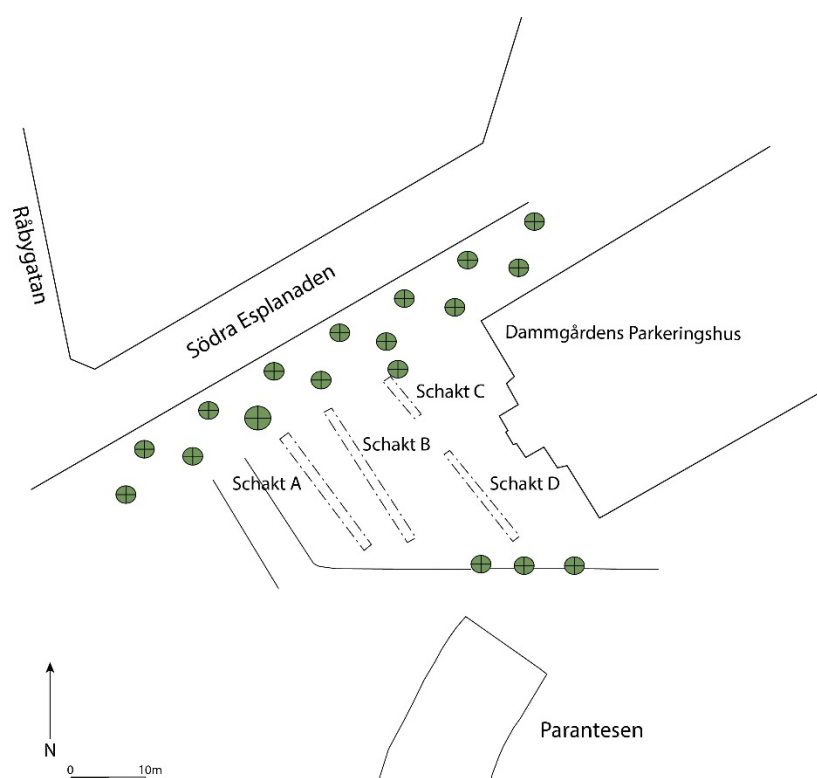 Råbygatan
Södra Esplanaden
Dammgårdens Parkeringshus
Schakt C
Schakt B
Schakt A
Schakt D
Parantesen
N
0 10m